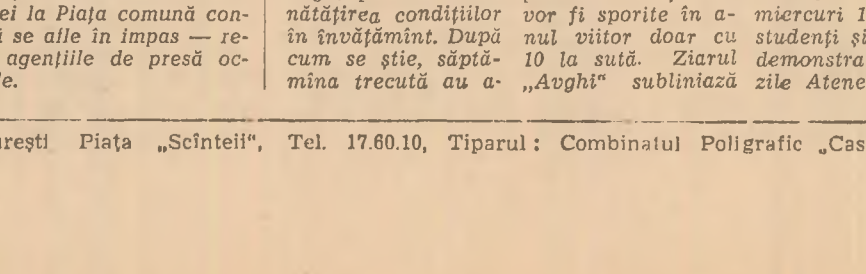 ei la Piața comună con-
se afle în impas — re-
agențiile de presă oc-
le.
nătățirea condițiilor
în învățămînt. După
cum se știe, săptă-
mîna trecută au a-
vor fi sporite în a-
nul viitor doar cu
10 la sută. Ziarul
„Avghi“ subliniază
miercuri 1
studenți și
demonstra
zile Atene
rești Piața „Scînteii“, Tel. 17.60.10, Tiparul : Combinatul Poligrafic „Cas